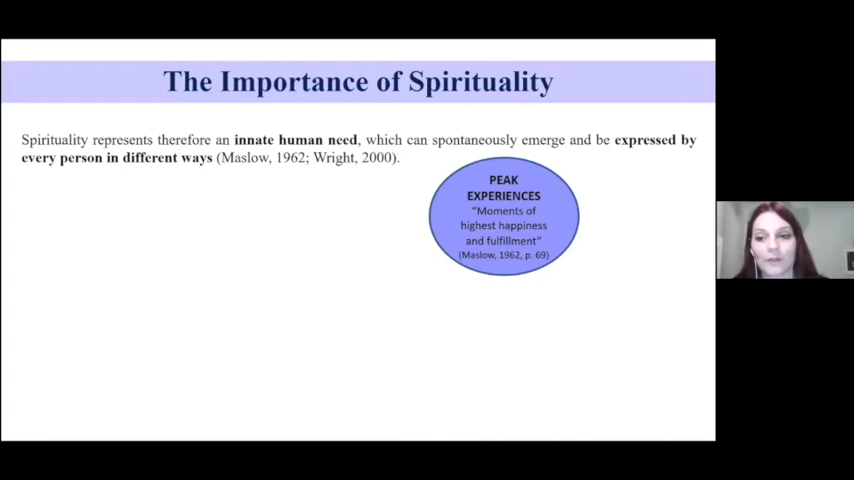 The Importance of Spirituality
Spirituality represents therefore an innate human need, which can spontaneously emerge and be expressed by
every person in different ways (Maslow, 1962; Wright, 2000).
PEAK
EXPERIENCES
“Moments of
highest happiness
and fulfillment”
(Maslow, 1962, p. 69)